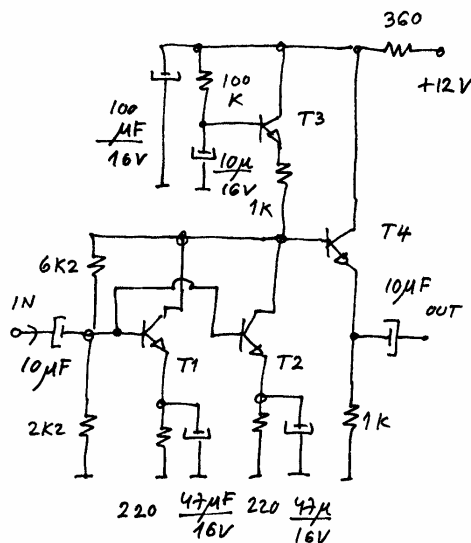 360
+12V
100
K
T3
100
µF
16V
10µ
16V
1K
T4
6K2
IN
10µF
T1
T2
10µF
OUT
2K2
1K
220
47µF
16V
220
47µ
16V